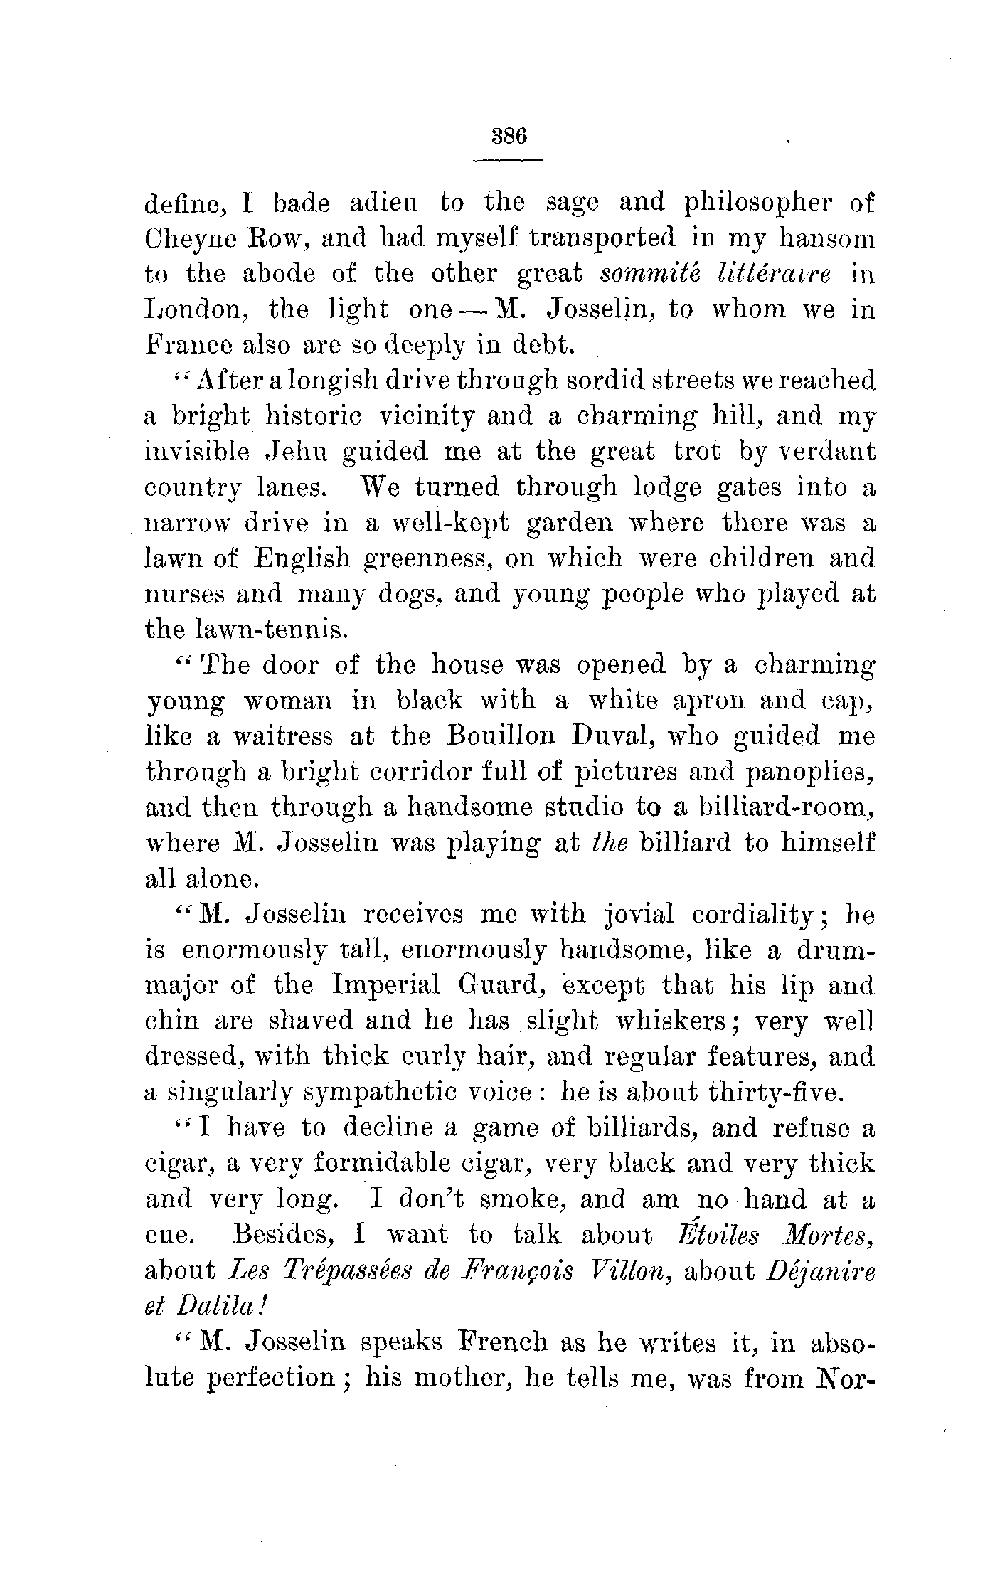 386
define, I bade adieu to the sage and philosopher of
Cheyne Row, and had myself transported in my hansom
to the abode of the other great sommité littéraire in
London, the light one — M. Josselin, to whom we in
France also are so deeply in debt.
“After a longish drive through sordid streets we reached
a bright historic vicinity and a charming hill, and my
invisible Jehu guided me at the great trot by verdant
country lanes. We turned through lodge gates into a
narrow drive in a well-kept garden where there was a
lawn of English greenness, on which were children and
nurses and many dogs, and young people who played at
the lawn-tennis.
“The door of the house was opened by a charming
young woman in black with a white apron and cap,
like a waitress at the Bouillon Duval, who guided me
through a bright corridor full of pictures and panoplies,
and then through a handsome studio to a billiard-room,
where M. Josselin was playing at the billiard to himself
all alone.
“M. Josselin receives me with jovial cordiality; he
is enormously tall, enormously handsome, like a drum-
major of the Imperial Guard, except that his lip and
chin are shaved and he has slight whiskers; very well
dressed, with thick curly hair, and regular features, and
a singularly sympathetic voice: he is about thirty-five.
“I have to decline a game of billiards, and refuse a
cigar, a very formidable cigar, very black and very thick
and very long. I don't smoke, and am no hand at a
cue. Besides, I want to talk about Étoiles Mortes,
about Les Trépassées de François Villon, about Déjanire
et Dalila!
“M. Josselin speaks French as he writes it, in abso-
lute perfection; his mother, he tells me, was from Nor-